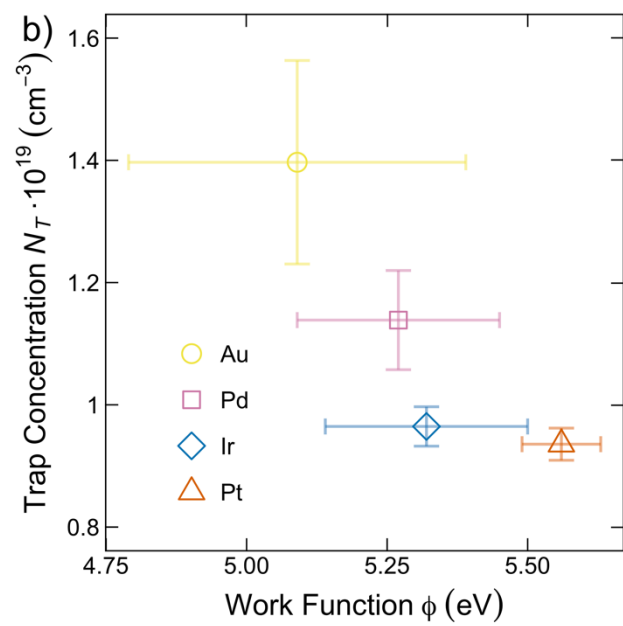 b)
Trap Concentration N_T · 10^19 (cm^−3)
1.6
1.4
1.2
1
0.8
Au
Pd
Ir
Pt
4.75 5.00 5.25 5.50
Work Function ϕ (eV)